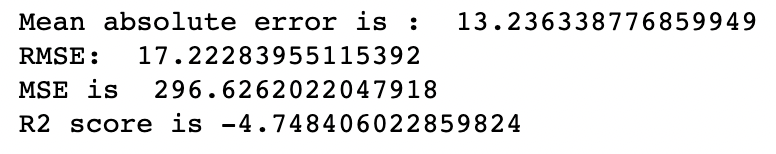 Mean absolute error is :  13.236338776859949
RMSE:  17.22283955115392
MSE is  296.6262022047918
R2 score is -4.748406022859824